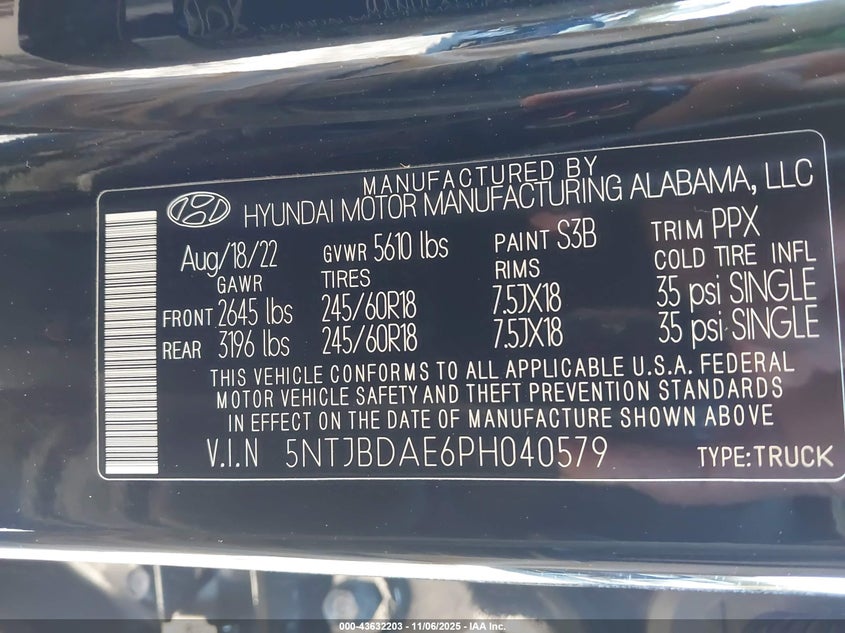 MANUFACTURED BY
HYUNDAI MOTOR MANUFACTURING ALABAMA, LLC
Aug/18/22 GVWR 5610 lbs PAINT S3B TRIM PPX
GAWR TIRES RIMS COLD TIRE INFL
FRONT 2645 lbs 245/60R18 7.5JX18 35 psi SINGLE
REAR 3196 lbs 245/60R18 7.5JX18 35 psi SINGLE
THIS VEHICLE CONFORMS TO ALL APPLICABLE U.S.A. FEDERAL
MOTOR VEHICLE SAFETY AND THEFT PREVENTION STANDARDS
IN EFFECT ON THE DATE OF MANUFACTURE SHOWN ABOVE.
V.I.N 5NTJBDAE6PH040579 TYPE:TRUCK
000-43632203 - 11/06/2025 - IAA Inc.